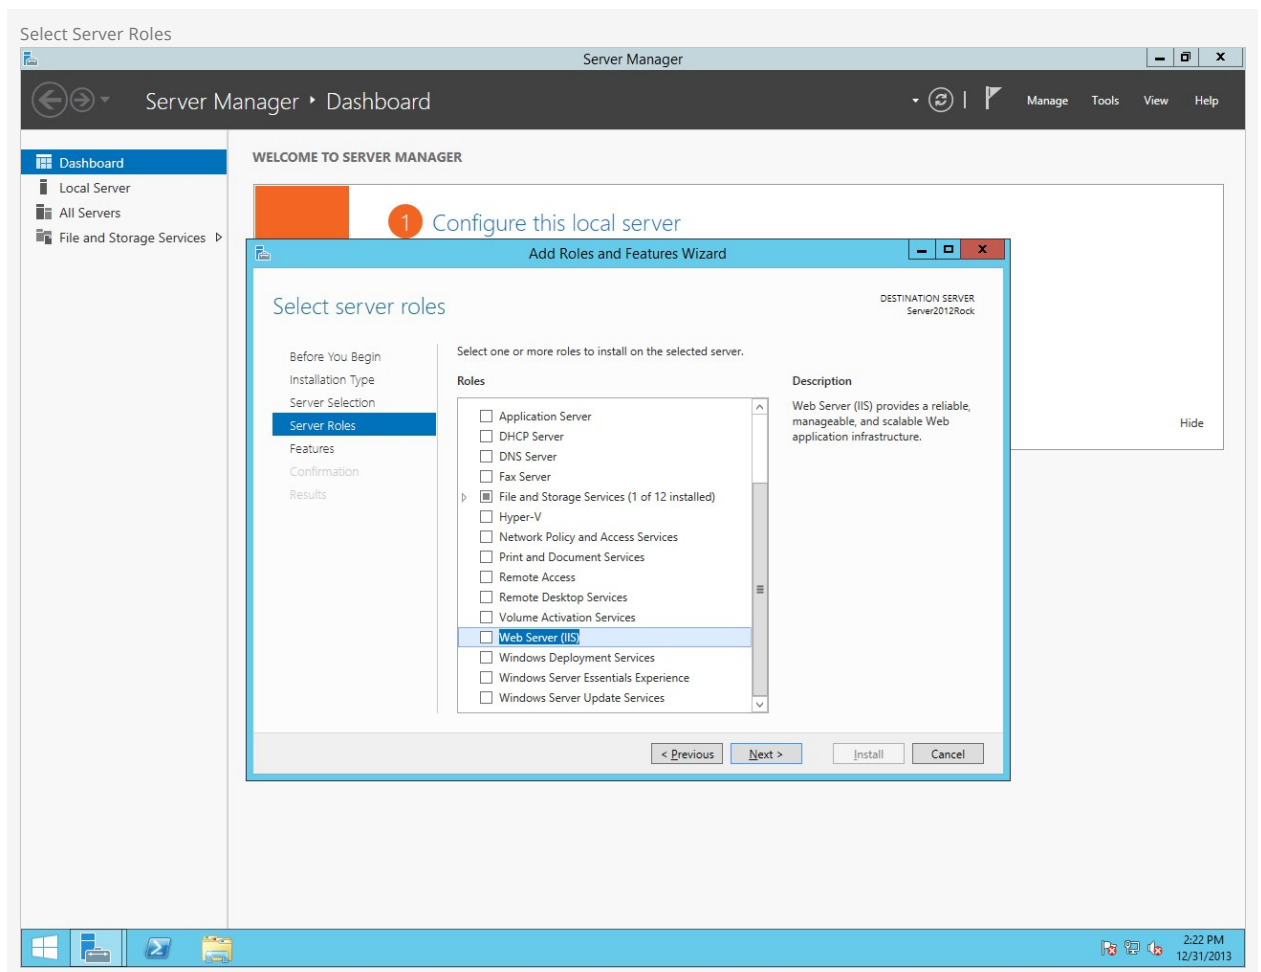 Select Server Roles
Server Manager
Server Manager • Dashboard
Manage Tools View Help
Dashboard
Local Server
All Servers
File and Storage Services
WELCOME TO SERVER MANAGER
1 Configure this local server
Hide
Add Roles and Features Wizard
Select server roles
DESTINATION SERVER
Server2012Rock
Before You Begin
Installation Type
Server Selection
Server Roles
Features
Confirmation
Results
Select one or more roles to install on the selected server.
Roles
Application Server
DHCP Server
DNS Server
Fax Server
File and Storage Services (1 of 12 installed)
Hyper-V
Network Policy and Access Services
Print and Document Services
Remote Access
Remote Desktop Services
Volume Activation Services
Web Server (IIS)
Windows Deployment Services
Windows Server Essentials Experience
Windows Server Update Services
Description
Web Server (IIS) provides a reliable,
manageable, and scalable Web
application infrastructure.
< Previous Next > Install Cancel
2:22 PM
12/31/2013